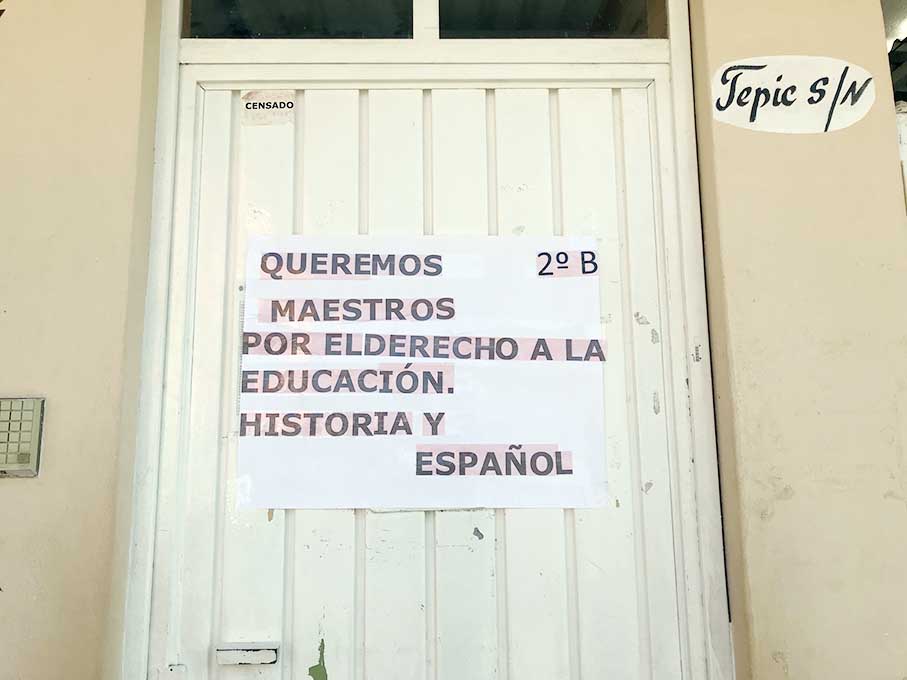 CENSADO
Tepic S/N
QUEREMOS 2º B
MAESTROS
POR ELDERECHO A LA
EDUCACIÓN.
HISTORIA Y
ESPAÑOL